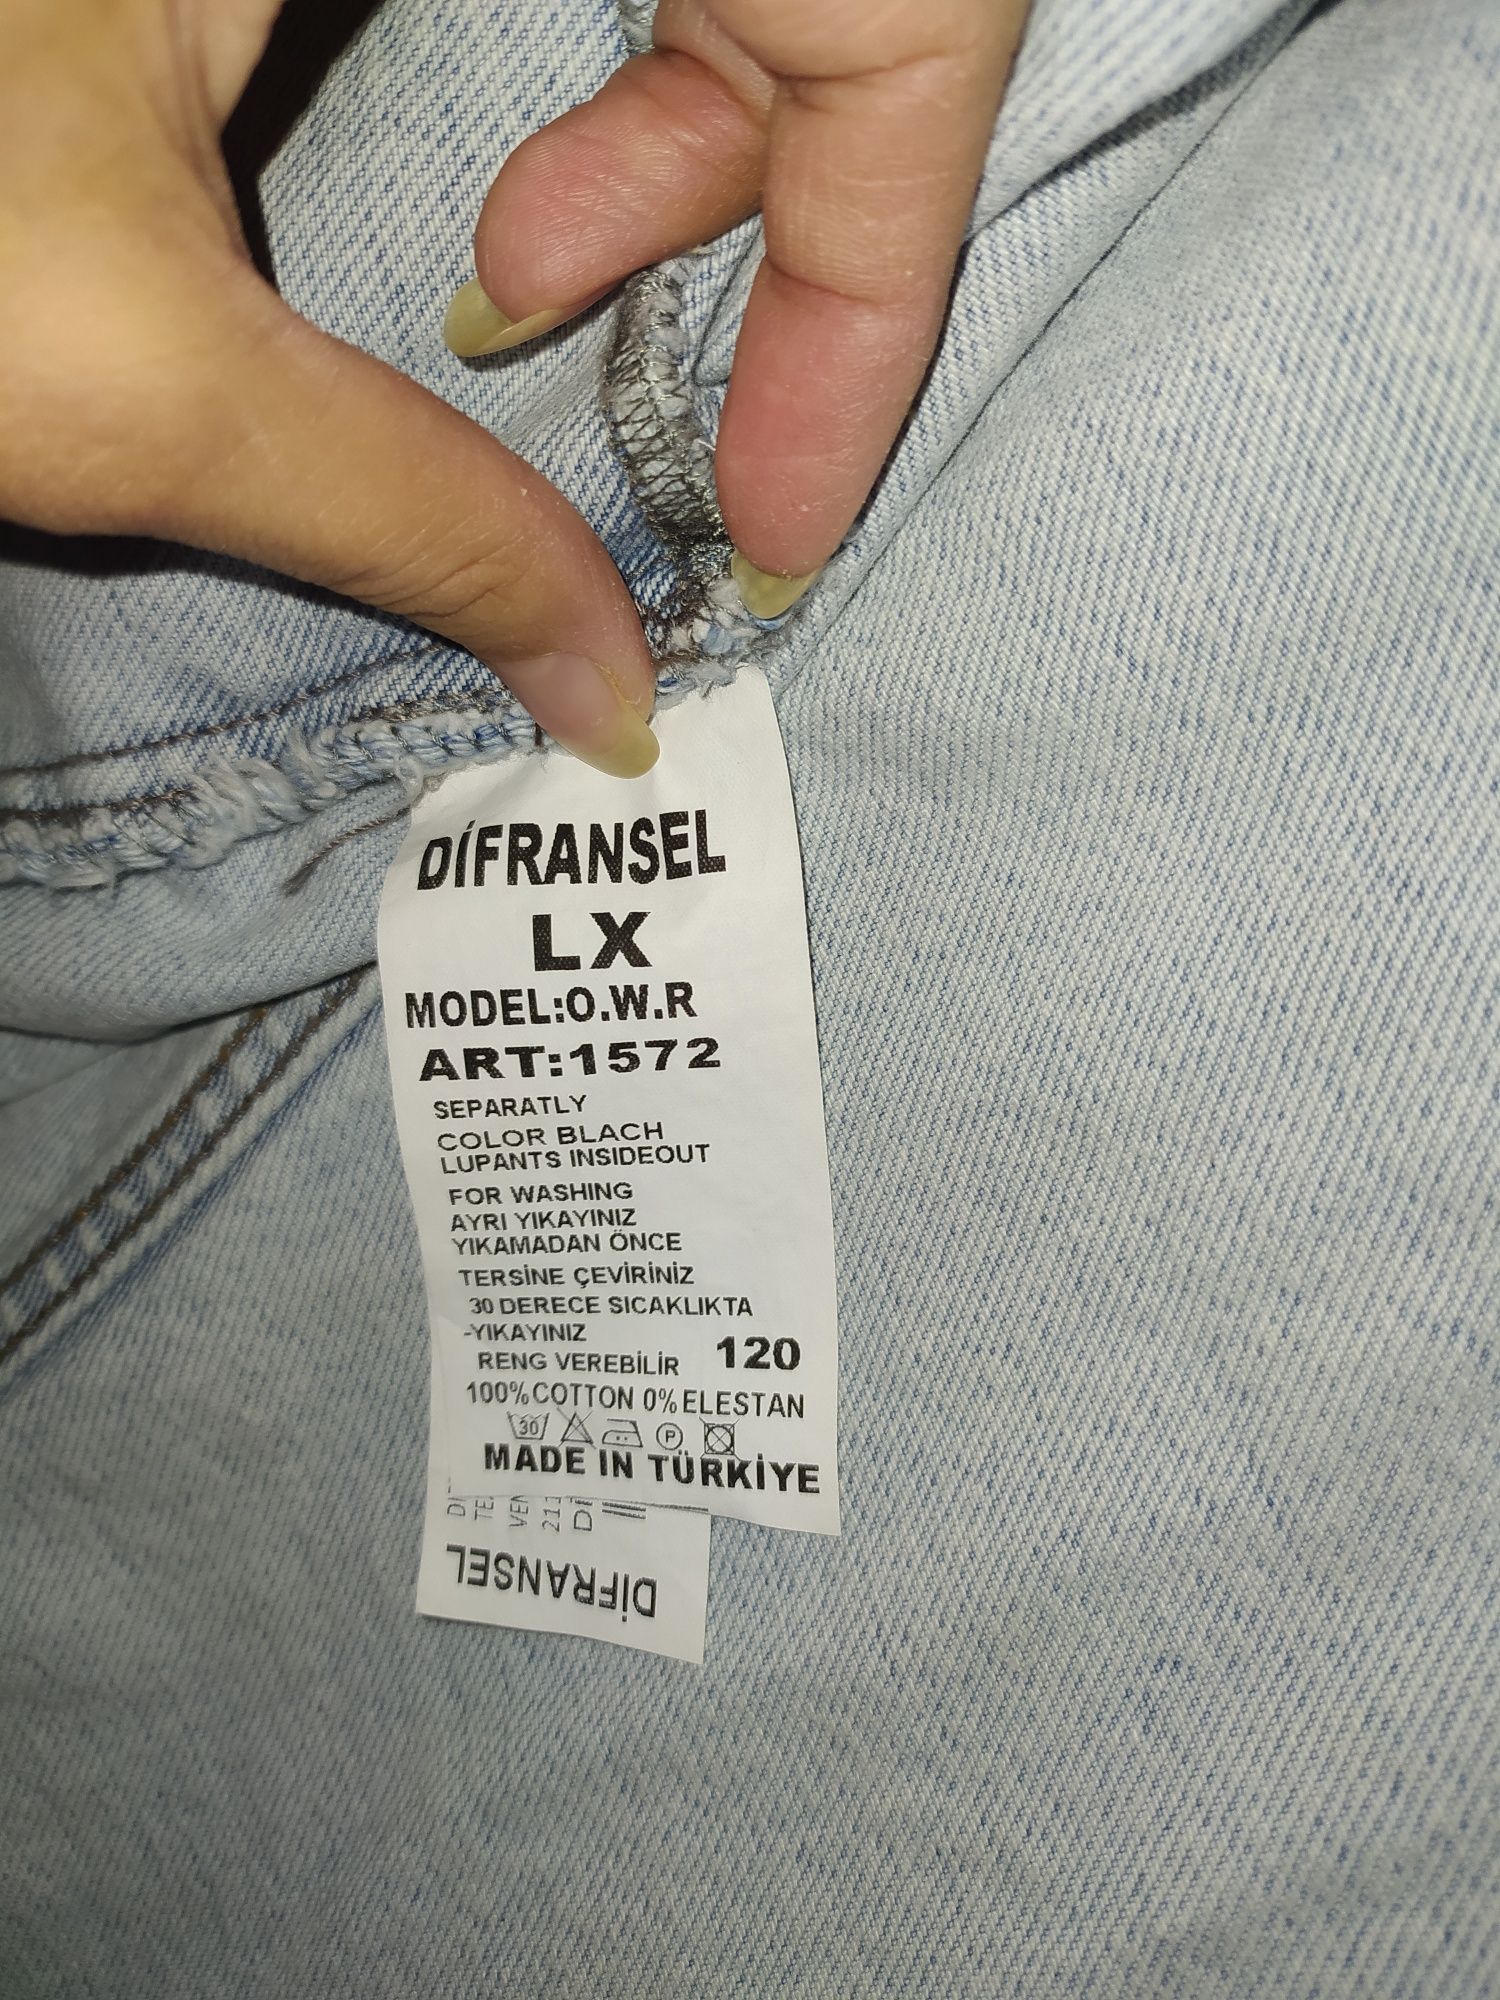 DİFRANSEL
LX
MODEL:O.W.R
ART:1572
SEPARATLY
COLOR BLACH
LUPANTS INSIDEOUT
FOR WASHING
AYRI YIKAYINIZ
YIKAMADAN ÖNCE
TERSİNE ÇEVİRİNİZ
30 DERECE SICAKLIKTA
-YIKAYINIZ
RENG VEREBİLİR 120
100%COTTON 0%ELESTAN
30 P
MADE IN TÜRKİYE
DİFRANSEL